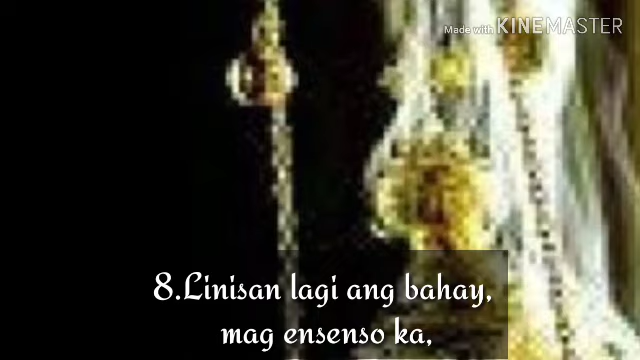 Made with KINEMASTER
8.Linisan lagi ang bahay,
mag ensenso ka,